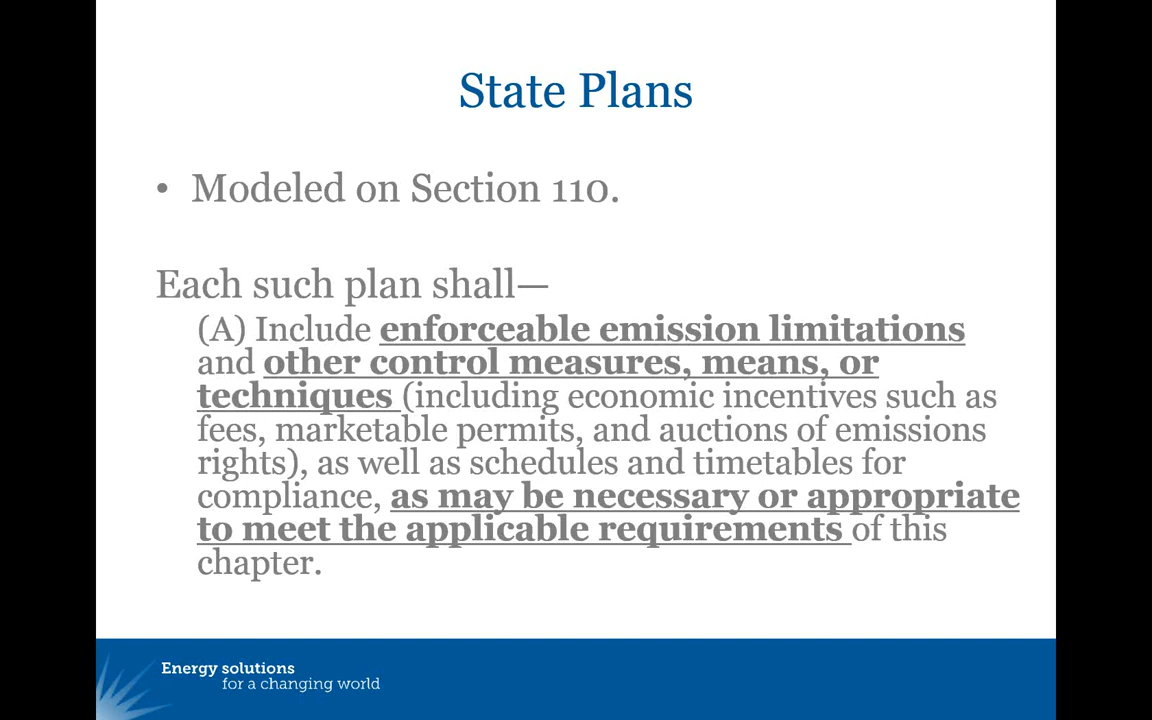 State Plans
• Modeled on Section 110.
Each such plan shall—
(A) Include enforceable emission limitations
and other control measures, means, or
techniques (including economic incentives such as
fees, marketable permits, and auctions of emissions
rights), as well as schedules and timetables for
compliance, as may be necessary or appropriate
to meet the applicable requirements of this
chapter.
Energy solutions
for a changing world